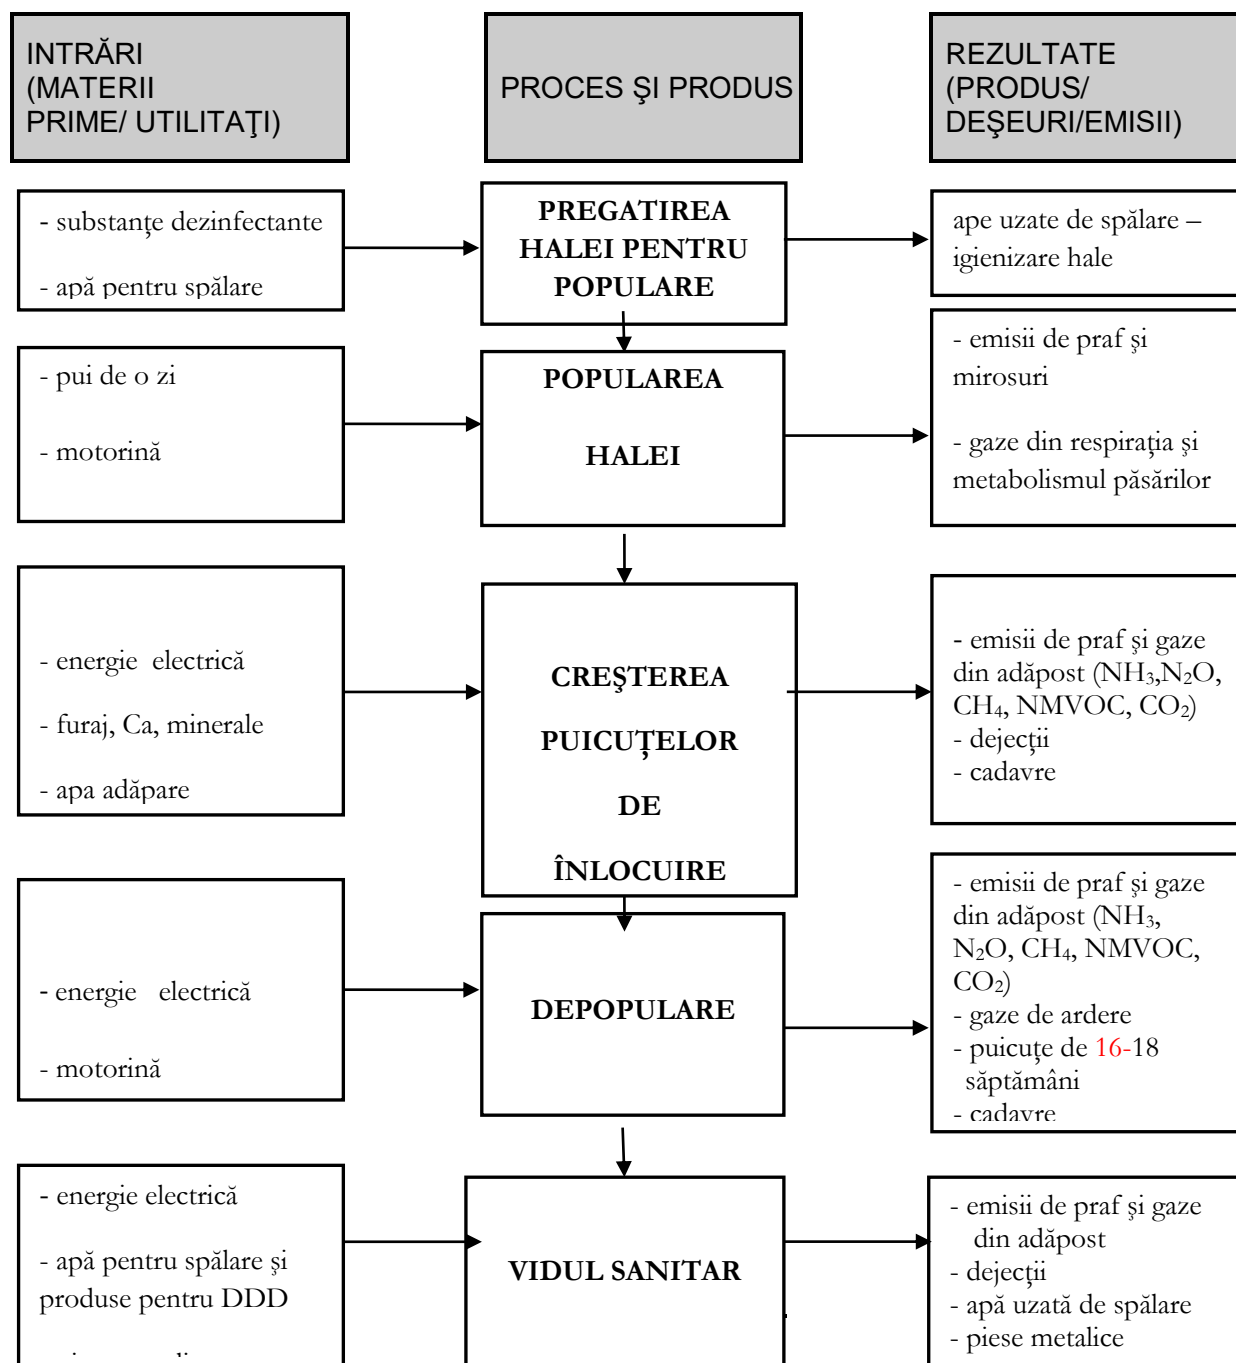 INTRĂRI
(MATERII
PRIME/ UTILITAŢI)
PROCES ŞI PRODUS
REZULTATE
(PRODUS/
DEŞEURI/EMISII)
- substanţe dezinfectante
- apă pentru spălare
PREGATIREA
HALEI PENTRU
POPULARE
ape uzate de spălare –
igienizare hale
- pui de o zi
- motorină
POPULAREA
HALEI
- emisii de praf şi
mirosuri
- gaze din respiraţia şi
metabolismul păsărilor
- energie electrică
- furaj, Ca, minerale
- apa adăpare
CREŞTEREA
PUICUŢELOR
DE
ÎNLOCUIRE
- emisii de praf şi gaze
din adăpost (NH₃,N₂O,
CH₄, NMVOC, CO₂)
- dejecţii
- cadavre
- energie electrică
- motorină
DEPOPULARE
- emisii de praf şi gaze
din adăpost (NH₃,
N₂O, CH₄, NMVOC,
CO₂)
- gaze de ardere
- puicuţe de 16-18
săptămâni
- cadavre
- energie electrică
- apă pentru spălare şi
produse pentru DDD
VIDUL SANITAR
- emisii de praf şi gaze
din adăpost
- dejecţii
- apă uzată de spălare
- piese metalice